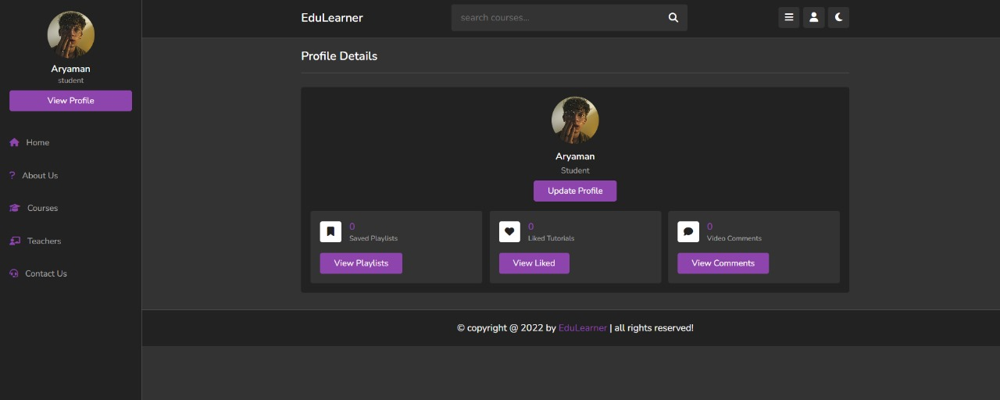 Aryaman
student
View Profile
Home
About Us
Courses
Teachers
Contact Us
EduLearner
search courses...
Profile Details
Aryaman
Student
Update Profile
0
Saved Playlists
View Playlists
0
Liked Tutorials
View Liked
0
Video Comments
View Comments
© copyright @ 2022 by EduLearner | all rights reserved!